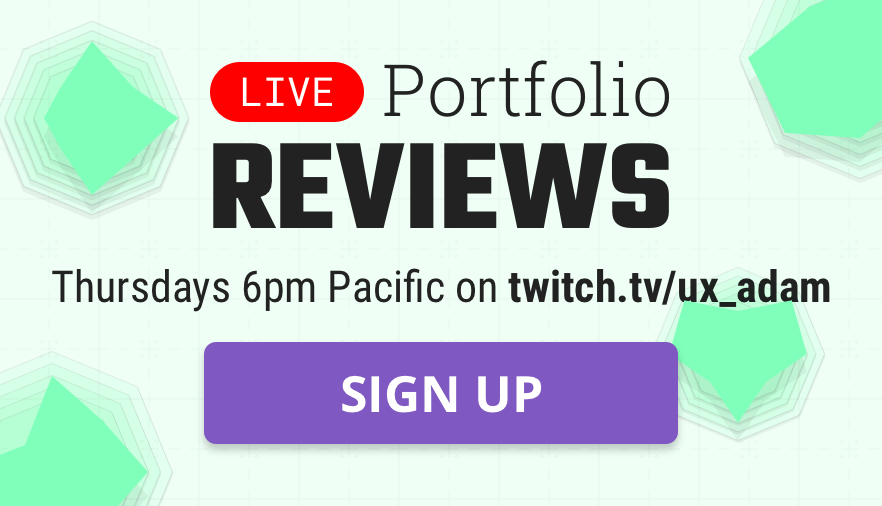 LIVE Portfolio
REVIEWS
Thursdays 6pm Pacific on twitch.tv/ux_adam
SIGN UP